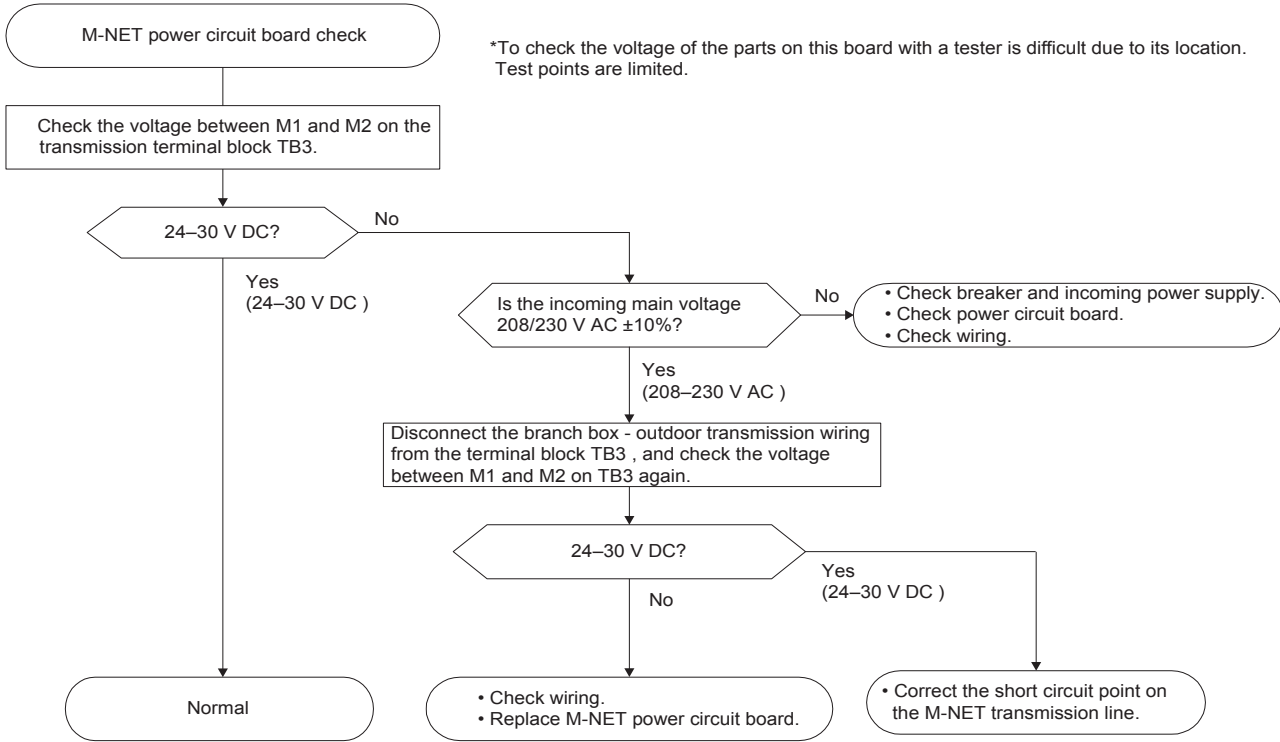 M-NET power circuit board check
*To check the voltage of the parts on this board with a tester is difficult due to its location.
Test points are limited.
Check the voltage between M1 and M2 on the
transmission terminal block TB3.
24–30 V DC?
No
Yes
(24–30 V DC )
Is the incoming main voltage
208/230 V AC ±10%?
No
• Check breaker and incoming power supply.
• Check power circuit board.
• Check wiring.
Yes
(208–230 V AC )
Disconnect the branch box - outdoor transmission wiring
from the terminal block TB3 , and check the voltage
between M1 and M2 on TB3 again.
24–30 V DC?
Yes
(24–30 V DC )
No
Normal
• Check wiring.
• Replace M-NET power circuit board.
• Correct the short circuit point on
the M-NET transmission line.